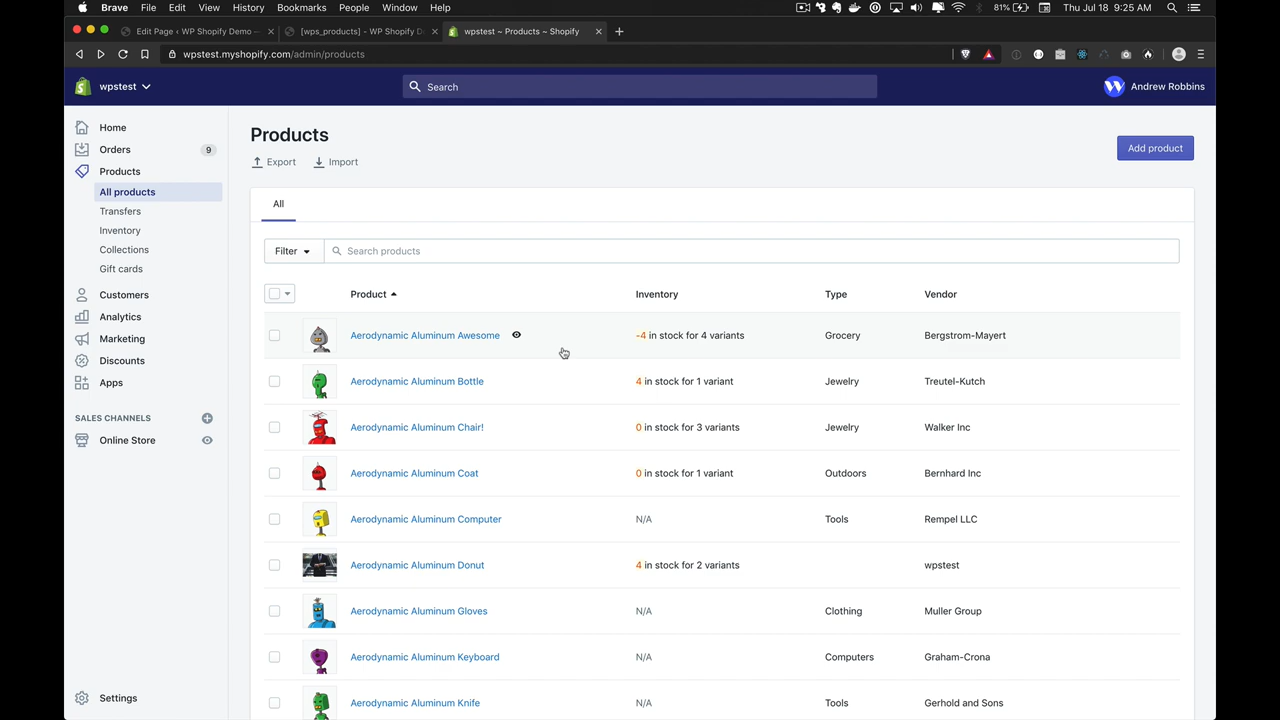 Brave File Edit View History Bookmarks People Window Help 81% Thu Jul 18 9:25 AM
Edit Page ‹ WP Shopify Demo — [wps_products] - WP Shopify D wpstest ~ Products ~ Shopify
wpstest.myshopify.com/admin/products
wpstest Search Andrew Robbins
Home
Orders 9
Products
All products
Transfers
Inventory
Collections
Gift cards
Customers
Analytics
Marketing
Discounts
Apps
SALES CHANNELS
Online Store
Settings
Products
Export Import
Add product
All
Filter Search products
Product Inventory Type Vendor
Aerodynamic Aluminum Awesome -4 in stock for 4 variants Grocery Bergstrom-Mayert
Aerodynamic Aluminum Bottle 4 in stock for 1 variant Jewelry Treutel-Kutch
Aerodynamic Aluminum Chair! 0 in stock for 3 variants Jewelry Walker Inc
Aerodynamic Aluminum Coat 0 in stock for 1 variant Outdoors Bernhard Inc
Aerodynamic Aluminum Computer N/A Tools Rempel LLC
Aerodynamic Aluminum Donut 4 in stock for 2 variants wpstest
Aerodynamic Aluminum Gloves N/A Clothing Muller Group
Aerodynamic Aluminum Keyboard N/A Computers Graham-Crona
Aerodynamic Aluminum Knife N/A Tools Gerhold and Sons